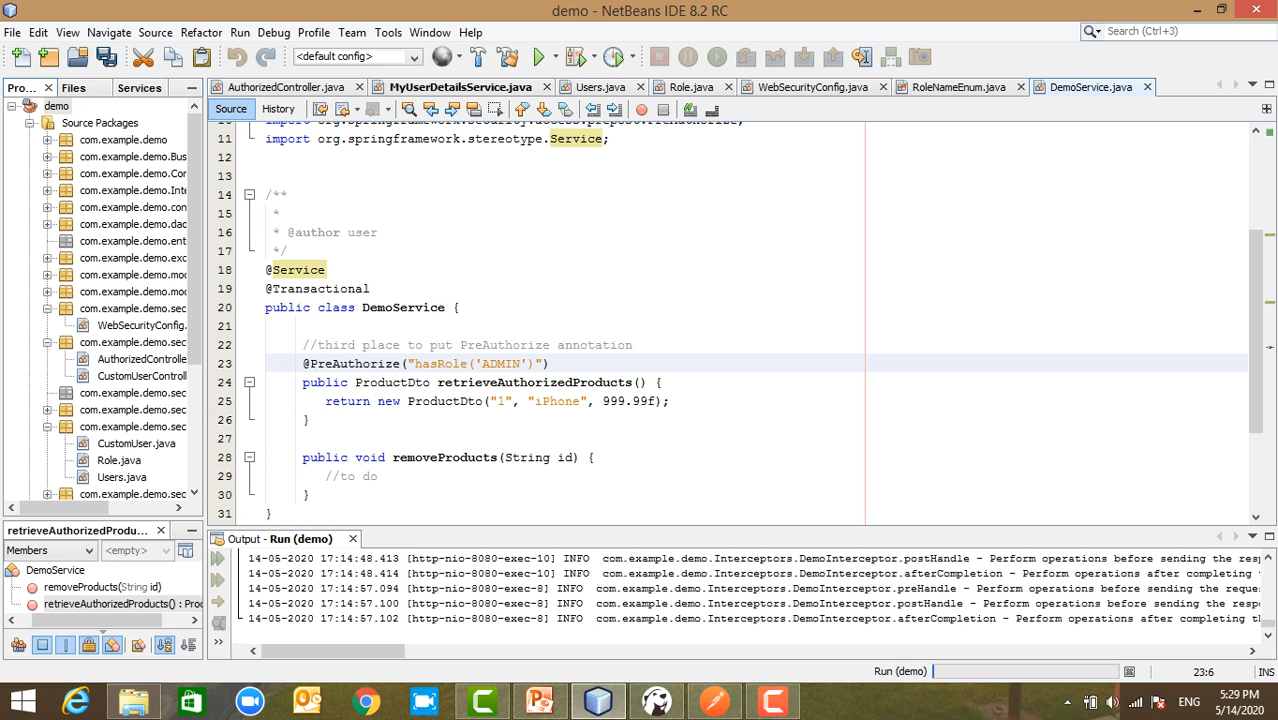 demo - NetBeans IDE 8.2 RC
File Edit View Navigate Source Refactor Run Debug Profile Team Tools Window Help
Search (Ctrl+3)
<default config>
Pro... Files Services
AuthorizedController.java MyUserDetailsService.java Users.java Role.java WebSecurityConfig.java RoleNameEnum.java DemoService.java
Source History
demo
Source Packages
com.example.demo
com.example.demo.Bus
com.example.demo.Con
com.example.demo.Inte
com.example.demo.con
com.example.demo.dac
com.example.demo.ent
com.example.demo.exc
com.example.demo.mod
com.example.demo.mod
com.example.demo.sec
WebSecurityConfig.
com.example.demo.sec
AuthorizedControlle
CustomUserControl
com.example.demo.sec
com.example.demo.sec
com.example.demo.sec
CustomUser.java
Role.java
Users.java
com.example.demo.sec
11 import org.springframework.stereotype.Service;
12
13
14 /**
15 *
16 * @author user
17 */
18 @Service
19 @Transactional
20 public class DemoService {
21
22 //third place to put PreAuthorize annotation
23 @PreAuthorize("hasRole('ADMIN')")
24 public ProductDto retrieveAuthorizedProducts() {
25 return new ProductDto("1", "iPhone", 999.99f);
26 }
27
28 public void removeProducts(String id) {
29 //to do
30 }
31 }
retrieveAuthorizedProdu...
Members <empty>
DemoService
removeProducts(String id)
retrieveAuthorizedProducts() : Proc
Output - Run (demo)
14-05-2020 17:14:48.413 [http-nio-8080-exec-10] INFO com.example.demo.Interceptors.DemoInterceptor.postHandle - Perform operations before sending the resp
14-05-2020 17:14:48.414 [http-nio-8080-exec-10] INFO com.example.demo.Interceptors.DemoInterceptor.afterCompletion - Perform operations after completing t
14-05-2020 17:14:57.094 [http-nio-8080-exec-8] INFO com.example.demo.Interceptors.DemoInterceptor.preHandle - Perform operations before sending the reque
14-05-2020 17:14:57.100 [http-nio-8080-exec-8] INFO com.example.demo.Interceptors.DemoInterceptor.postHandle - Perform operations before sending the respo
14-05-2020 17:14:57.102 [http-nio-8080-exec-8] INFO com.example.demo.Interceptors.DemoInterceptor.afterCompletion - Perform operations after completing th
Run (demo)
23:6
INS
ENG
5:29 PM
5/14/2020